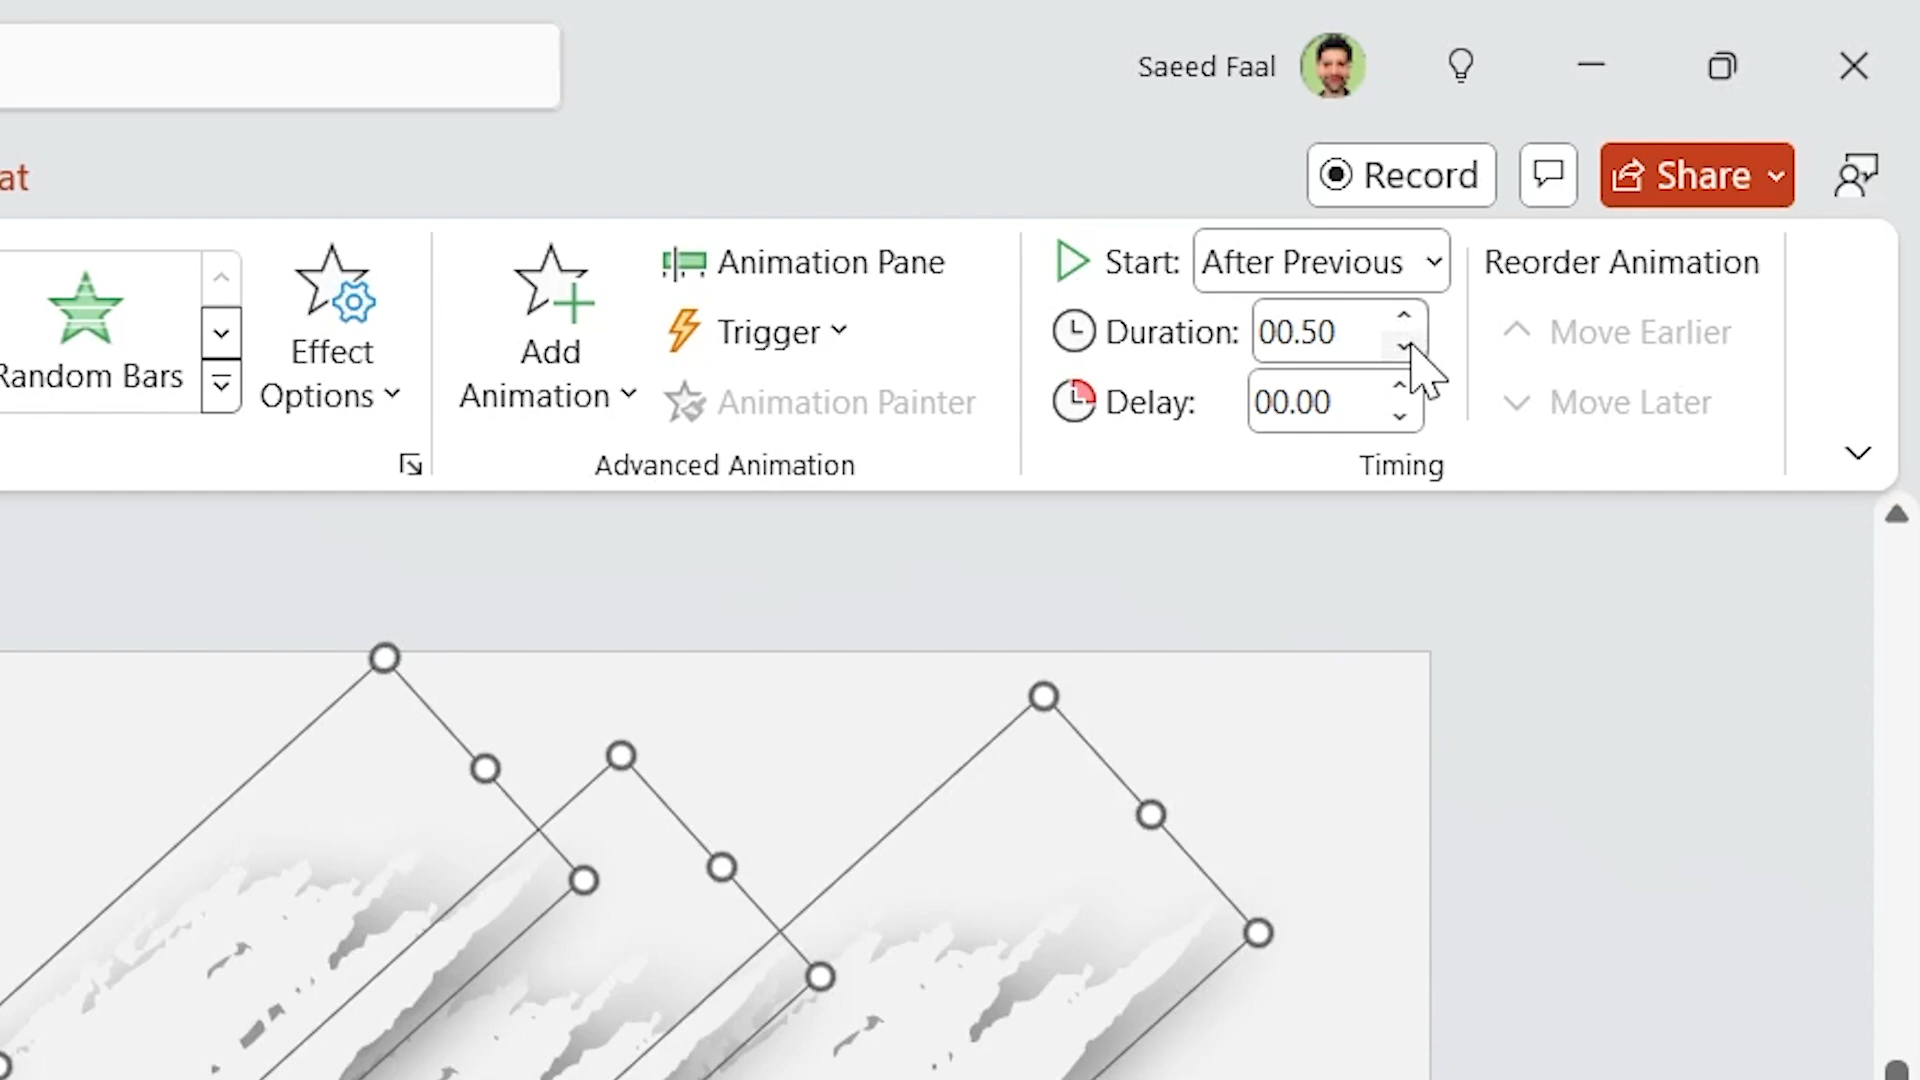 Saeed Faal
at
Record
Share
Random Bars
Effect
Options
Add
Animation
Animation Pane
Trigger
Animation Painter
Advanced Animation
Start: After Previous
Duration: 00.50
Delay: 00.00
Timing
Reorder Animation
Move Earlier
Move Later